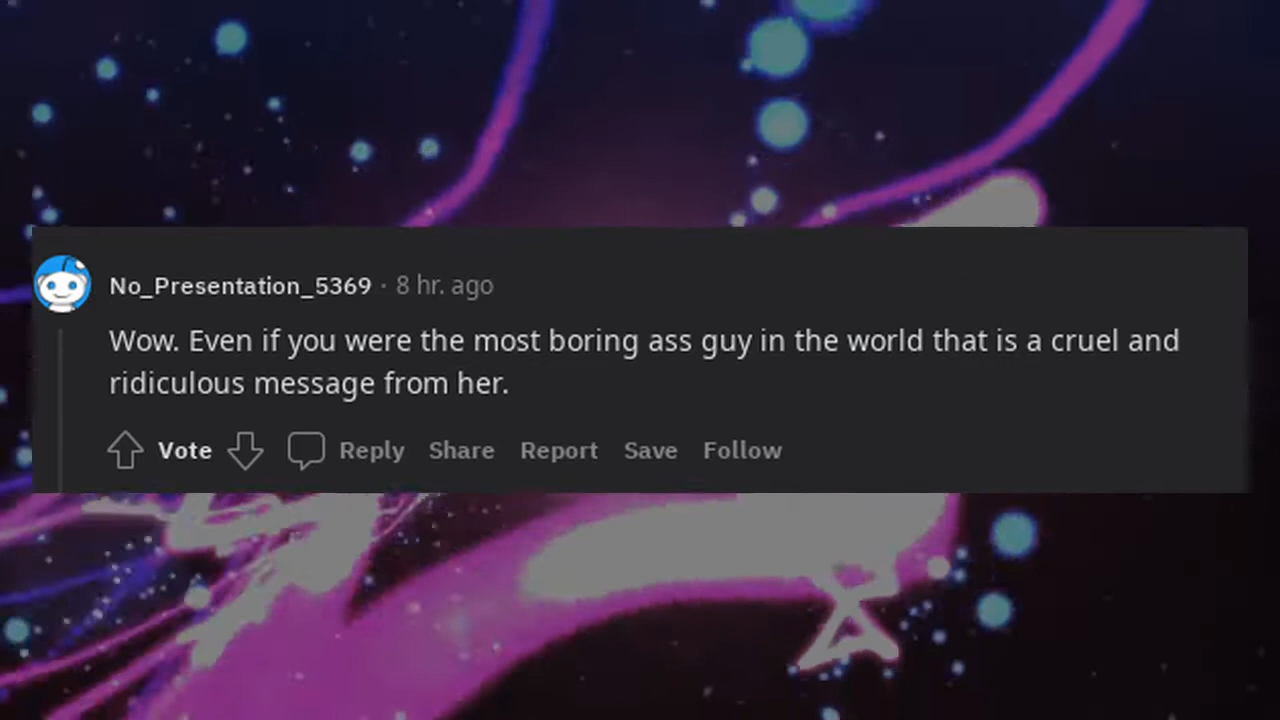 No_Presentation_5369 · 8 hr. ago
Wow. Even if you were the most boring ass guy in the world that is a cruel and
ridiculous message from her.
Vote Reply Share Report Save Follow